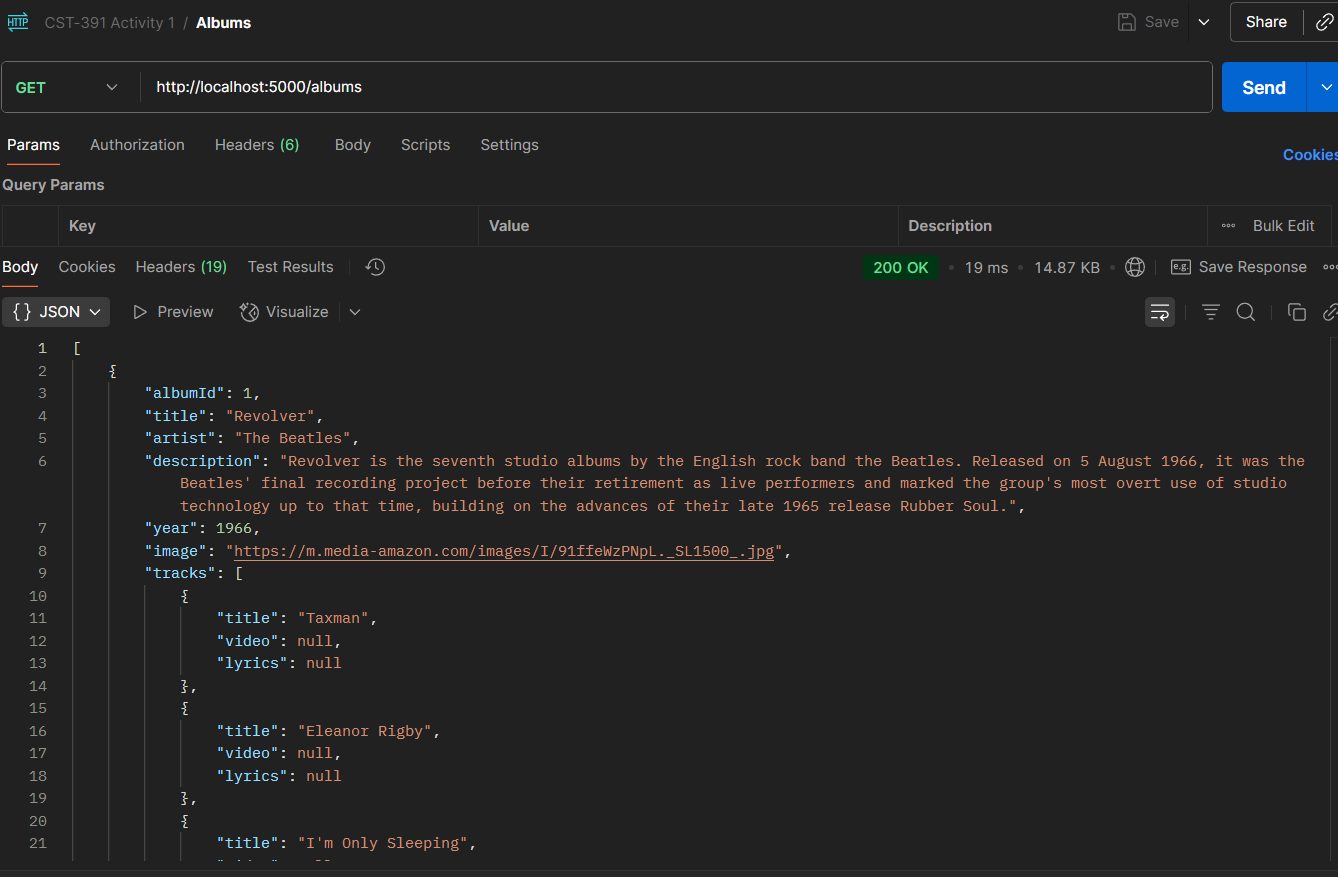 HTTP CST-391 Activity 1 / Albums Save Share
GET http://localhost:5000/albums Send
Params Authorization Headers (6) Body Scripts Settings
Cookies
Query Params
Key Value Description Bulk Edit
Body Cookies Headers (19) Test Results 200 OK • 19 ms • 14.87 KB • e.g. Save Response
{} JSON Preview Visualize
1 [
2 {
3 "albumId": 1,
4 "title": "Revolver",
5 "artist": "The Beatles",
6 "description": "Revolver is the seventh studio albums by the English rock band the Beatles. Released on 5 August 1966, it was the
Beatles' final recording project before their retirement as live performers and marked the group's most overt use of studio
technology up to that time, building on the advances of their late 1965 release Rubber Soul.",
7 "year": 1966,
8 "image": "https://m.media-amazon.com/images/I/91ffeWzPNpL._SL1500_.jpg",
9 "tracks": [
10 {
11 "title": "Taxman",
12 "video": null,
13 "lyrics": null
14 },
15 {
16 "title": "Eleanor Rigby",
17 "video": null,
18 "lyrics": null
19 },
20 {
21 "title": "I'm Only Sleeping",